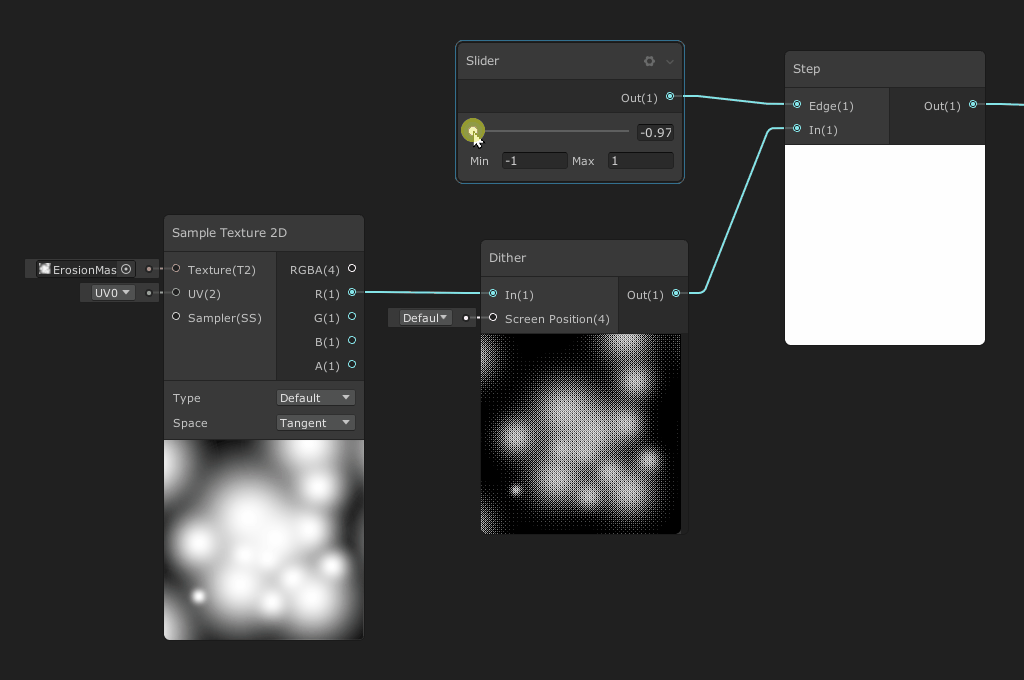 Slider
Out(1)
-0.97
Min -1 Max 1
Step
Edge(1) Out(1)
In(1)
Sample Texture 2D
ErosionMas Texture(T2) RGBA(4)
UV0 UV(2) R(1)
Sampler(SS) G(1)
B(1)
A(1)
Type Default
Space Tangent
Dither
In(1) Out(1)
Defaul Screen Position(4)